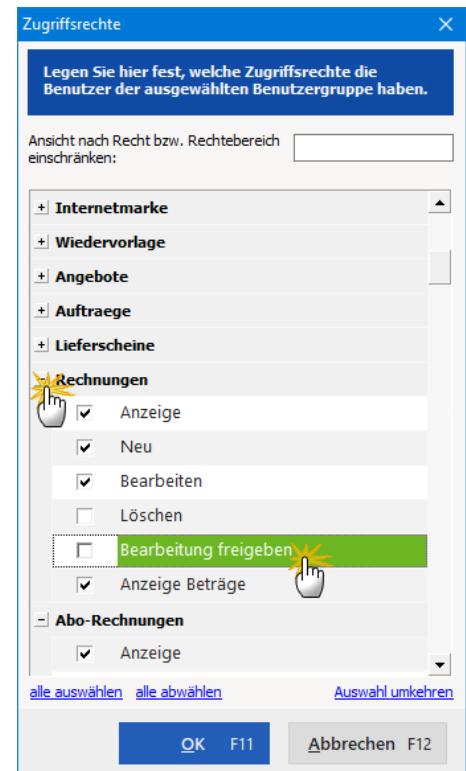 Zugriffsrechte
Legen Sie hier fest, welche Zugriffsrechte die
Benutzer der ausgewählten Benutzergruppe haben.
Ansicht nach Recht bzw. Rechtebereich
einschränken:
Internetmarke
Wiedervorlage
Angebote
Auftraege
Lieferscheine
Rechnungen
Anzeige
Neu
Bearbeiten
Löschen
Bearbeitung freigeben
Anzeige Beträge
Abo-Rechnungen
Anzeige
alle auswählen alle abwählen Auswahl umkehren
OK F11 Abbrechen F12